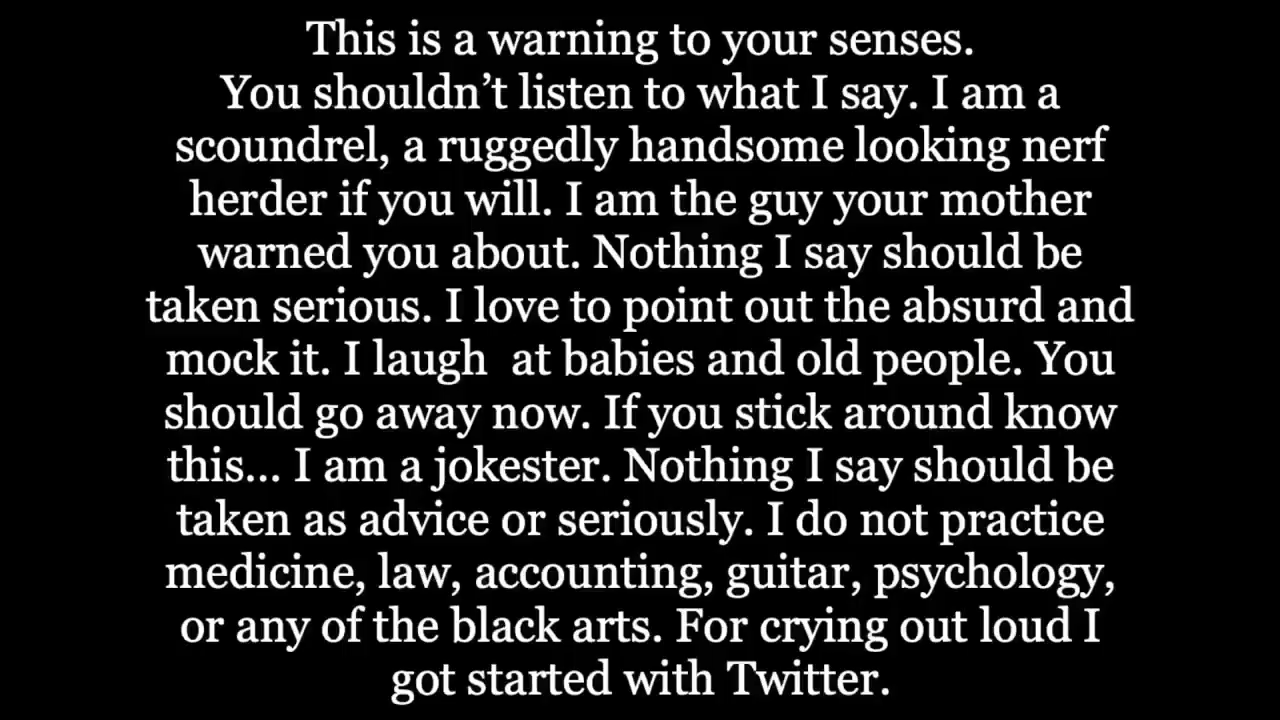 This is a warning to your senses.
You shouldn’t listen to what I say. I am a
scoundrel, a ruggedly handsome looking nerf
herder if you will. I am the guy your mother
warned you about. Nothing I say should be
taken serious. I love to point out the absurd and
mock it. I laugh  at babies and old people. You
should go away now. If you stick around know
this... I am a jokester. Nothing I say should be
taken as advice or seriously. I do not practice
medicine, law, accounting, guitar, psychology,
or any of the black arts. For crying out loud I
got started with Twitter.